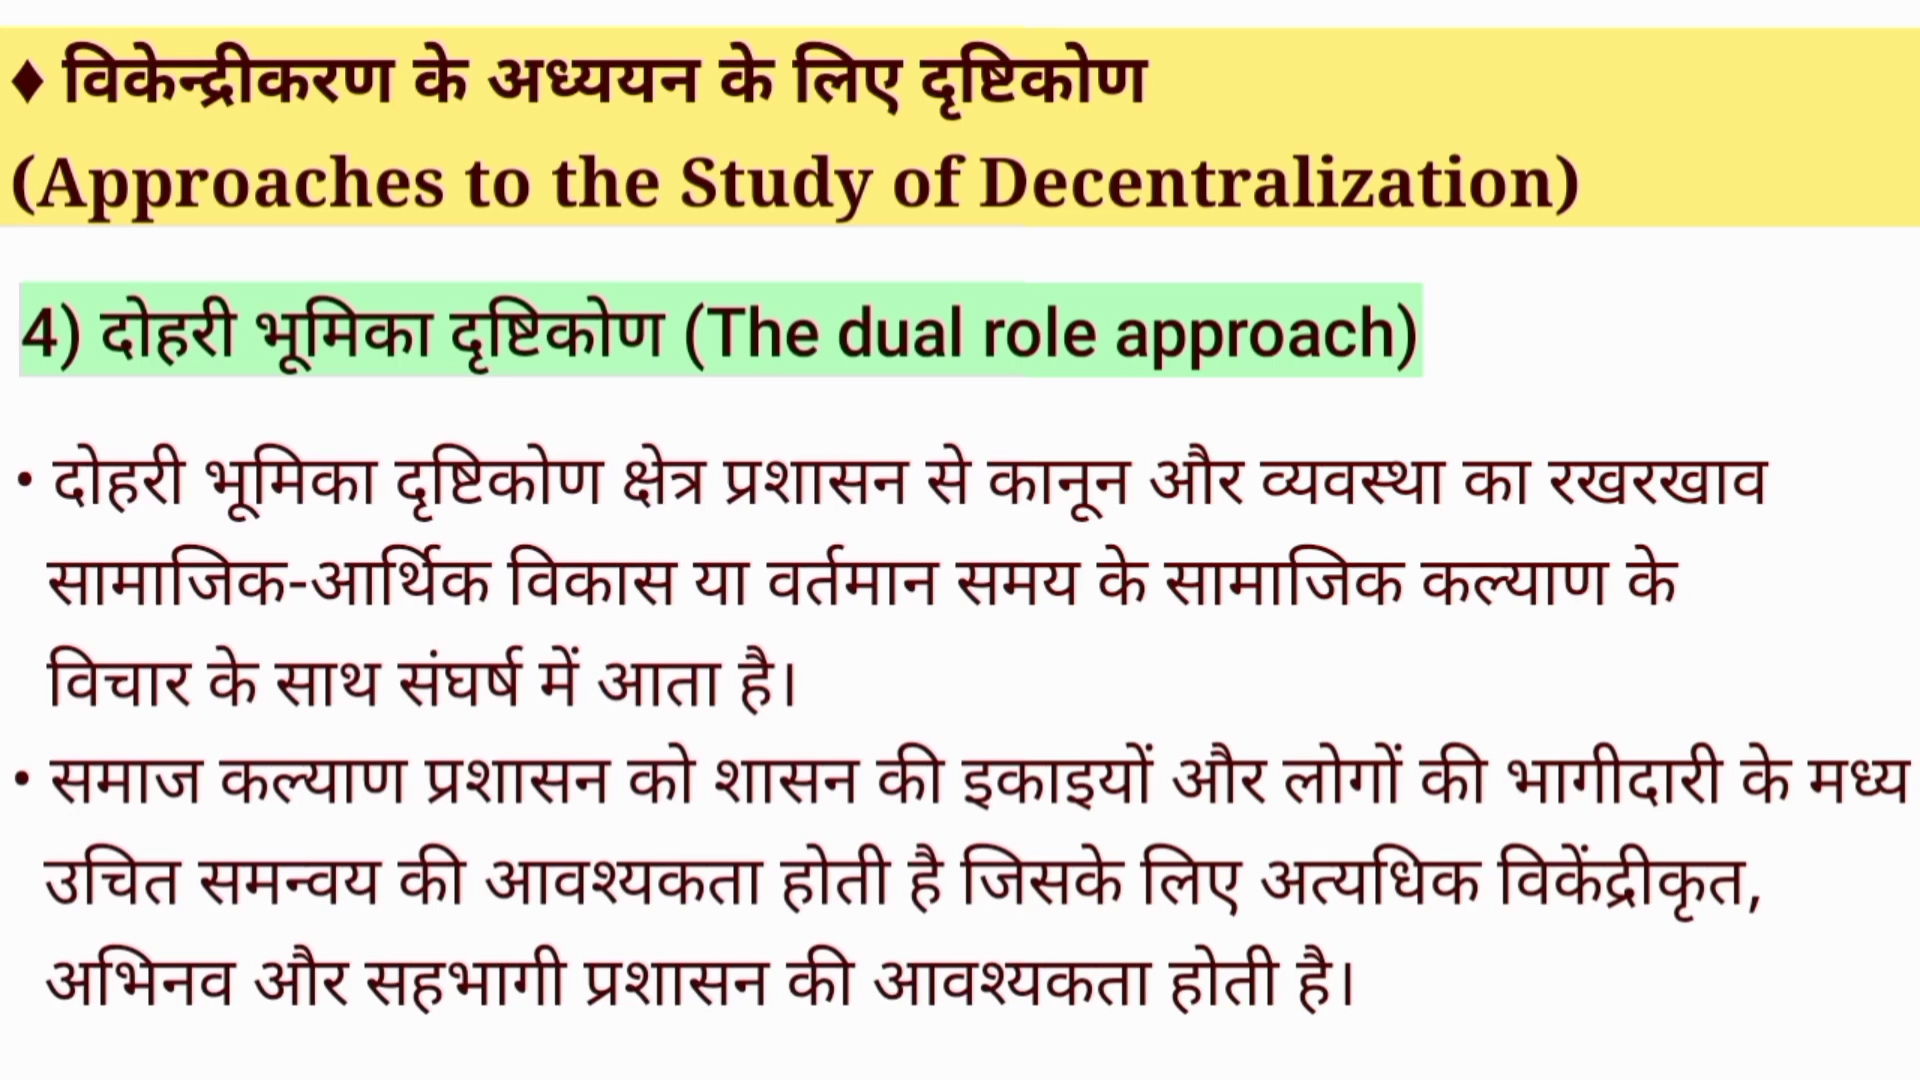 ♦ विकेन्द्रीकरण के अध्ययन के लिए दृष्टिकोण
(Approaches to the Study of Decentralization)
4) दोहरी भूमिका दृष्टिकोण (The dual role approach)
• दोहरी भूमिका दृष्टिकोण क्षेत्र प्रशासन से कानून और व्यवस्था का रखरखाव
सामाजिक-आर्थिक विकास या वर्तमान समय के सामाजिक कल्याण के
विचार के साथ संघर्ष में आता है।
• समाज कल्याण प्रशासन को शासन की इकाइयों और लोगों की भागीदारी के मध्य
उचित समन्वय की आवश्यकता होती है जिसके लिए अत्यधिक विकेंद्रीकृत,
अभिनव और सहभागी प्रशासन की आवश्यकता होती है।